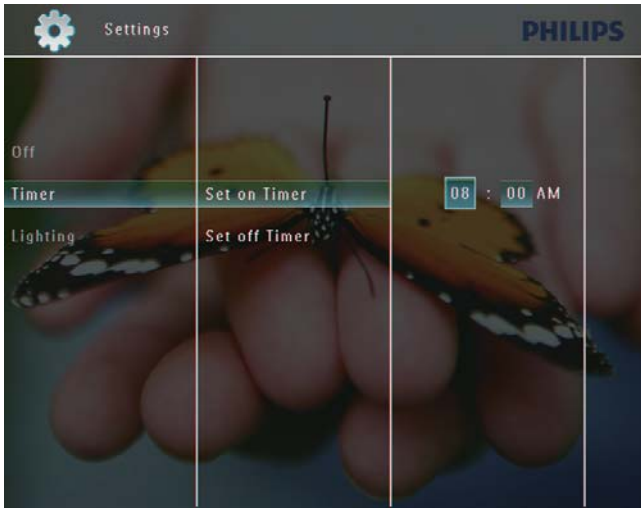 Settings
PHILIPS
Off
Timer
Set on Timer
08 : 00 AM
Lighting
Set off Timer